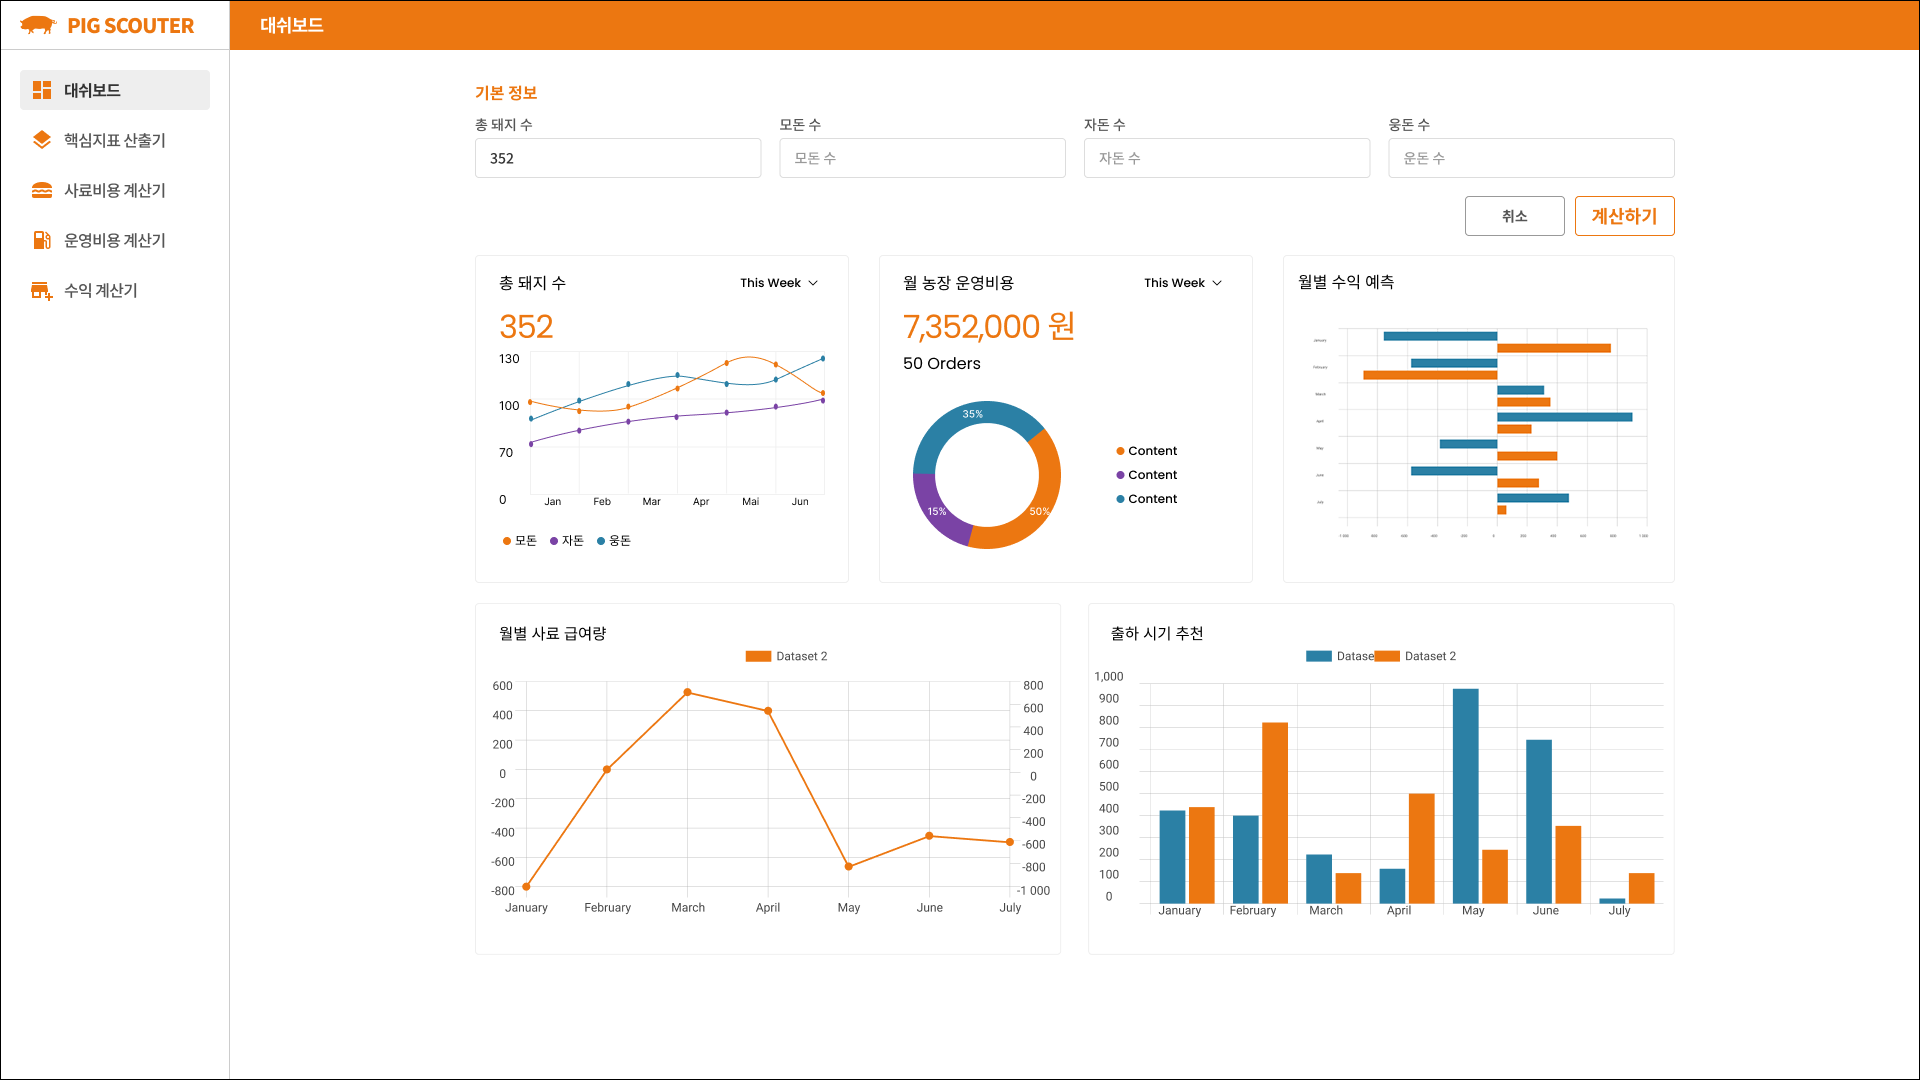 PIG SCOUTER
대쉬보드
대쉬보드
핵심지표 산출기
사료비용 계산기
운영비용 계산기
수익 계산기
기본 정보
총 돼지 수
모돈 수
자돈 수
웅돈 수
352
모돈 수
자돈 수
운돈 수
취소
계산하기
총 돼지 수
This Week
352
130
100
70
0
Jan Feb Mar Apr Mai Jun
모돈 자돈 웅돈
월 농장 운영비용
This Week
7,352,000 원
50 Orders
35%
15%
50%
Content
Content
Content
월별 수익 예측
January
February
March
April
May
June
July
월별 사료 급여량
Dataset 2
600
400
200
0
-200
-400
-600
-800
800
600
400
200
0
-200
-400
-600
-800
-1 000
January February March April May June July
출하 시기 추천
Datase Dataset 2
1,000
900
800
700
600
500
400
300
200
100
0
January February March April May June July